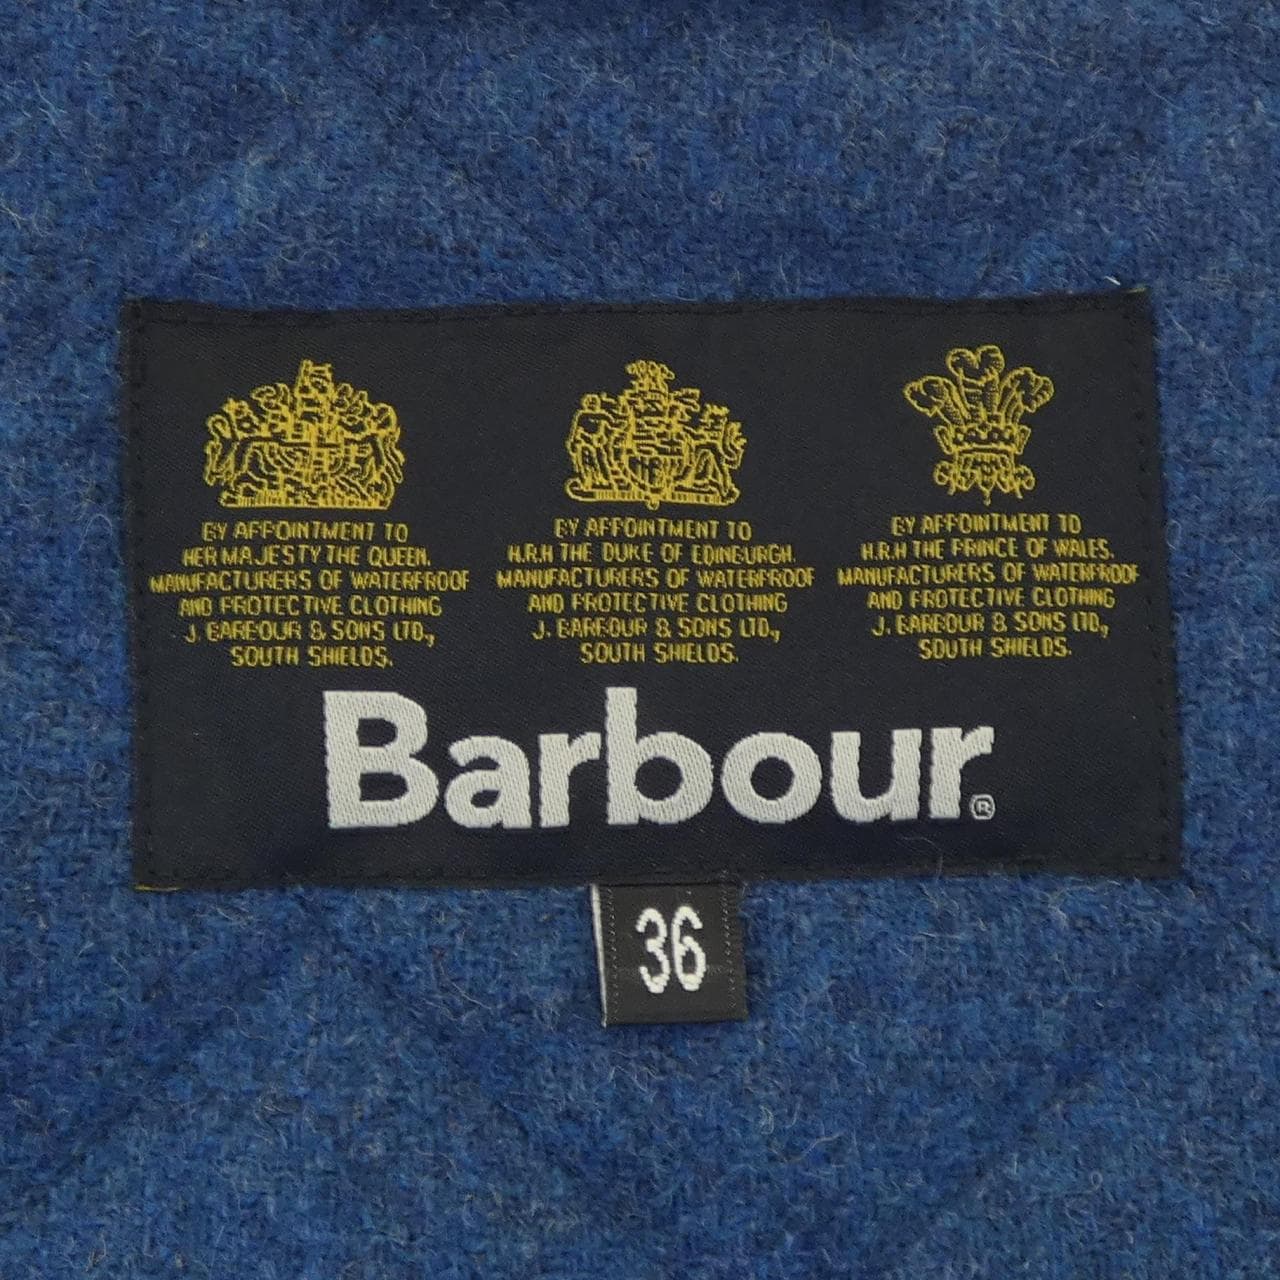 BY APPOINTMENT TO
HER MAJESTY THE QUEEN.
MANUFACTURERS OF WATERPROOF
AND PROTECTIVE CLOTHING
J. BARBOUR & SONS LTD.,
SOUTH SHIELDS.
BY APPOINTMENT TO
H.R.H THE DUKE OF EDINBURGH.
MANUFACTURERS OF WATERPROOF
AND PROTECTIVE CLOTHING
J. BARBOUR & SONS LTD.,
SOUTH SHIELDS.
BY APPOINTMENT TO
H.R.H THE PRINCE OF WALES.
MANUFACTURERS OF WATERPROOF
AND PROTECTIVE CLOTHING
J. BARBOUR & SONS LTD.,
SOUTH SHIELDS.
Barbour®
36